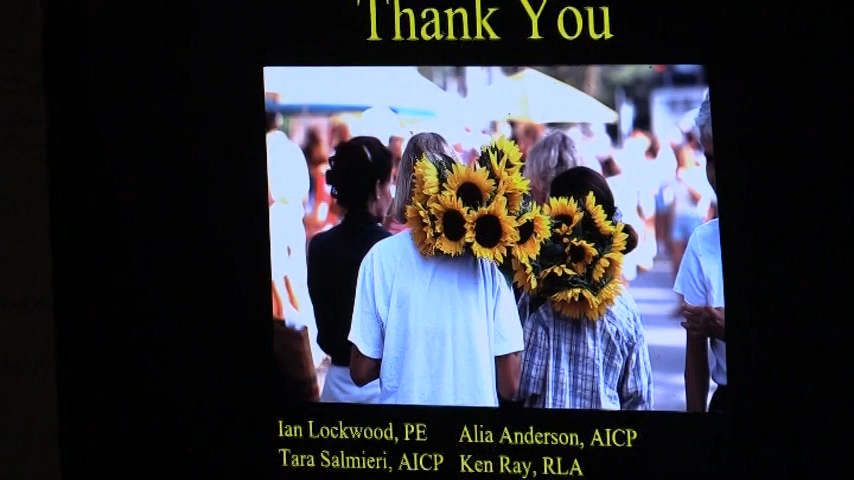 Thank You
Ian Lockwood, PE Alia Anderson, AICP
Tara Salmieri, AICP Ken Ray, RLA